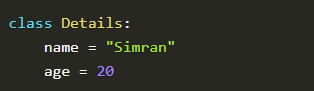 class Details:
    name = "Simran"
    age = 20